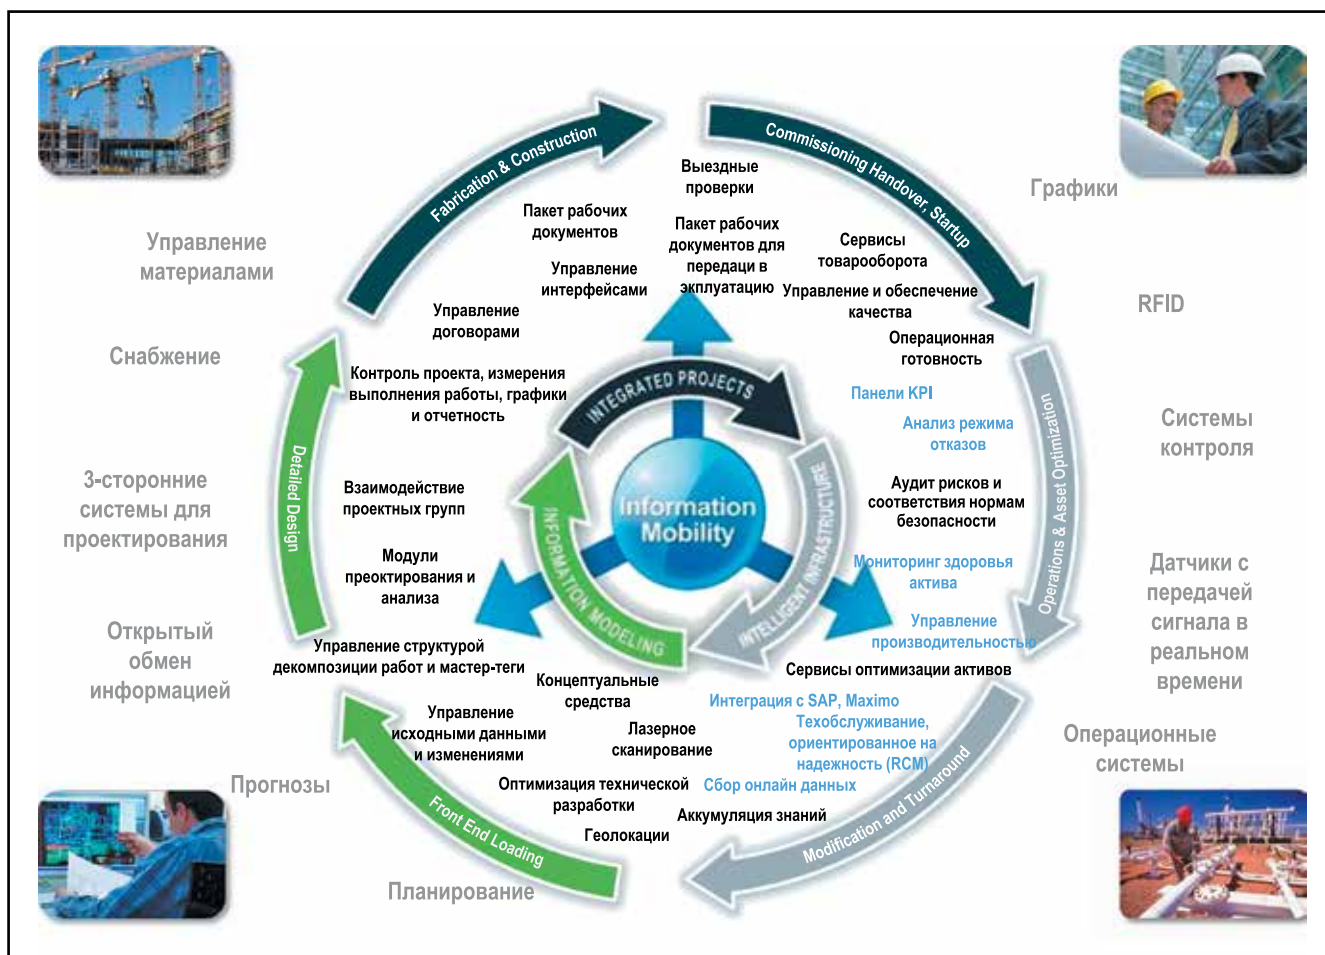 Fabrication & Construction
Commissioning Handover, Startup
Выездные
проверки
Графики
Пакет рабочих
документов
Пакет рабочих
документов для
передаци в
экплуатацию
Сервисы
товарооборота
Управление
материалами
Управление
интерфейсами
Управление и обеспечение
качества
RFID
Управление
договорами
Операционная
готовность
Снабжение
Контроль проекта, измерения
выполнения работы, графики
и отчетность
INTEGRATED PROJECTS
Панели KPI
Анализ режима
отказов
Системы
контроля
Detailed Design
Operations & Asset Optimization
3-сторонние
системы для
проектирования
Взаимодействие
проектных групп
Information
Mobility
INTELLIGENT INFRASTRUCTURE
INFORMATION MODELING
Аудит рисков и
соответствия нормам
безопасности
Модули
преоктирования и
анализа
Мониторинг здоровья
актива
Датчики с
передачей
сигнала в
реальном
времени
Открытый
обмен
информацией
Управление структурой
декомпозиции работ и мастер-теги
Управление
производительностью
Сервисы оптимизации активов
Концептуальные
средства
Интеграция с SAP, Maximo
Техобслуживание,
ориентированное на
надежность (RCM)
Управление
исходными данными
и изменениями
Лазерное
сканирование
Операционные
системы
Прогнозы
Оптимизация технической
разработки
Сбор онлайн данных
Аккумуляция знаний
Геолокации
Front End Loading
Modification and Turnaround
Планирование